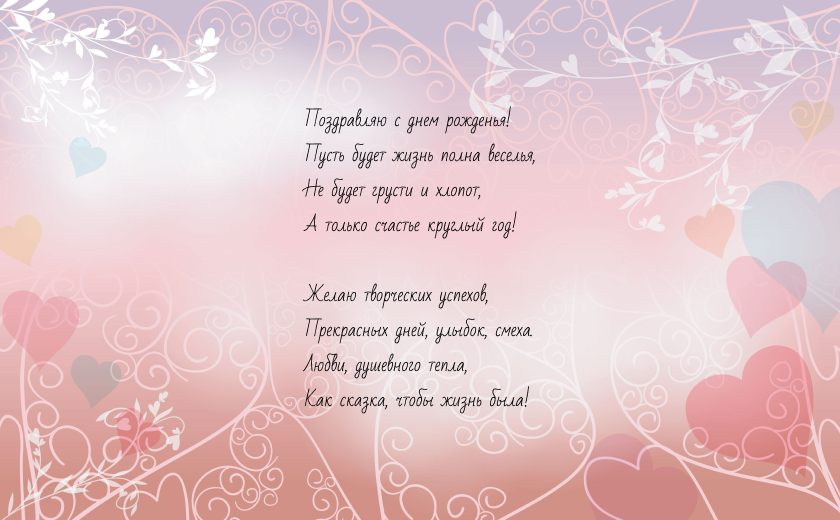 Поздравляю с днем рожденья!
Пусть будет жизнь полна веселья,
Не будет грусти и хлопот,
А только счастье круглый год!
Желаю творческих успехов,
Прекрасных дней, улыбок, смеха.
Любви, душевного тепла,
Как сказка, чтобы жизнь была!